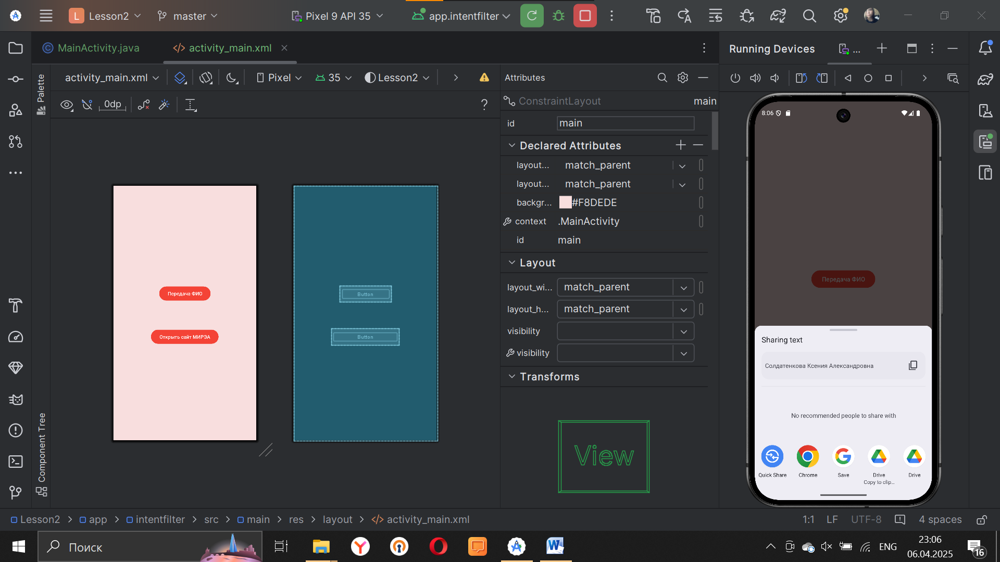 L Lesson2
master
Pixel 9 API 35
app.intentfilter
MainActivity.java
</> activity_main.xml
Running Devices
...
Palette
activity_main.xml
Pixel
35
Lesson2
0dp
?
Component Tree
Передача ФИО
Открыть сайт МИРЭА
Button
Button
Attributes
ConstraintLayout
main
id
main
Declared Attributes
layout... match_parent
layout... match_parent
backgr... #F8DEDE
context .MainActivity
id main
Layout
layout_wi... match_parent
layout_h... match_parent
visibility
visibility
Transforms
View
8:06
Передача ФИО
Sharing text
Солдатенкова Ксения Александровна
No recommended people to share with
Quick Share
Chrome
Save
Drive
Copy to clip...
Drive
Lesson2 > app > intentfilter > src > main > res > layout > </> activity_main.xml
1:1 LF UTF-8 4 spaces
Поиск
ENG
23:06
06.04.2025
16